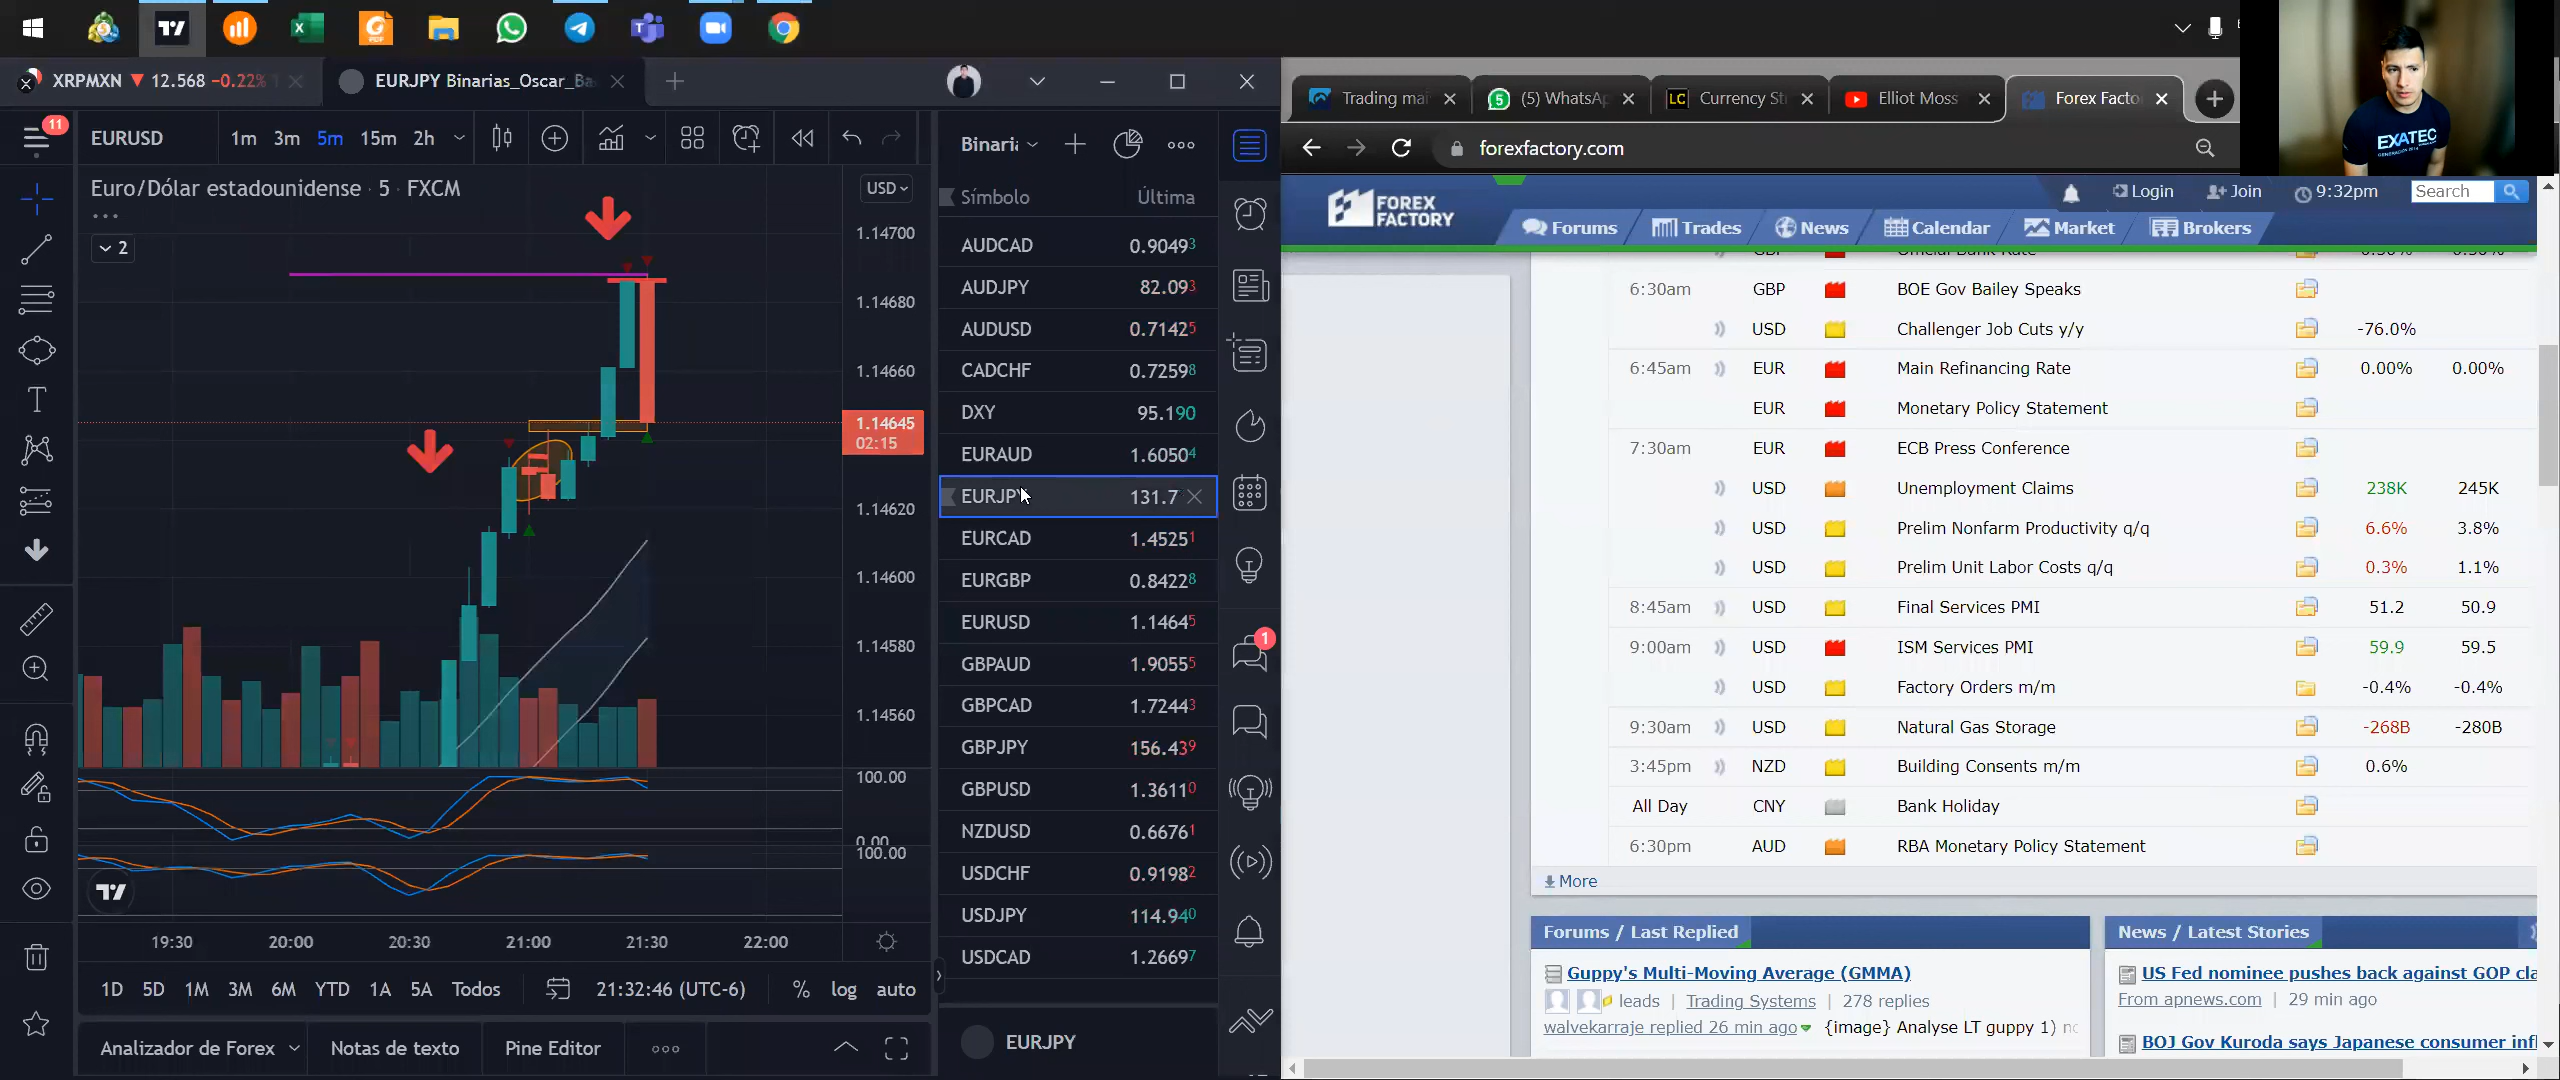 XRPMXN ▼ 12.568 −0.22%
EURJPY Binarias_Oscar_Ba
11
EURUSD
1m 3m 5m 15m 2h
Euro/Dólar estadounidense · 5 · FXCM
USD
2
1.14700
1.14680
1.14660
1.14645
02:15
1.14620
1.14600
1.14580
1.14560
100.00
0.00
100.00
19:30 20:00 20:30 21:00 21:30 22:00
1D 5D 1M 3M 6M YTD 1A 5A Todos
21:32:46 (UTC-6)
% log auto
Analizador de Forex
Notas de texto
Pine Editor
Símbolo Última
AUDCAD 0.90493
AUDJPY 82.093
AUDUSD 0.71425
CADCHF 0.72598
DXY 95.190
EURAUD 1.60504
EURJPY 131.7
EURCAD 1.45251
EURGBP 0.84228
EURUSD 1.14645
GBPAUD 1.90555
GBPCAD 1.72443
GBPJPY 156.439
GBPUSD 1.36110
NZDUSD 0.66761
USDCHF 0.91982
USDJPY 114.940
USDCAD 1.26697
EURJPY
1
Trading
(5) WhatsAp
Currency St
Elliot Moss
Forex Facto
forexfactory.com
EXATEC
FOREX
FACTORY
Login
Join
9:32pm
Search
Forums
Trades
News
Calendar
Market
Brokers
6:30am GBP BOE Gov Bailey Speaks
USD Challenger Job Cuts y/y -76.0%
6:45am EUR Main Refinancing Rate 0.00% 0.00%
EUR Monetary Policy Statement
7:30am EUR ECB Press Conference
USD Unemployment Claims 238K 245K
USD Prelim Nonfarm Productivity q/q 6.6% 3.8%
USD Prelim Unit Labor Costs q/q 0.3% 1.1%
8:45am USD Final Services PMI 51.2 50.9
9:00am USD ISM Services PMI 59.9 59.5
USD Factory Orders m/m -0.4% -0.4%
9:30am USD Natural Gas Storage -268B -280B
3:45pm NZD Building Consents m/m 0.6%
All Day CNY Bank Holiday
6:30pm AUD RBA Monetary Policy Statement
More
Forums / Last Replied
Guppy's Multi-Moving Average (GMMA)
leads | Trading Systems | 278 replies
walvekarraje replied 26 min ago {image} Analyse LT guppy 1)
News / Latest Stories
US Fed nominee pushes back against GOP cla
From apnews.com | 29 min ago
BOJ Gov Kuroda says Japanese consumer infl